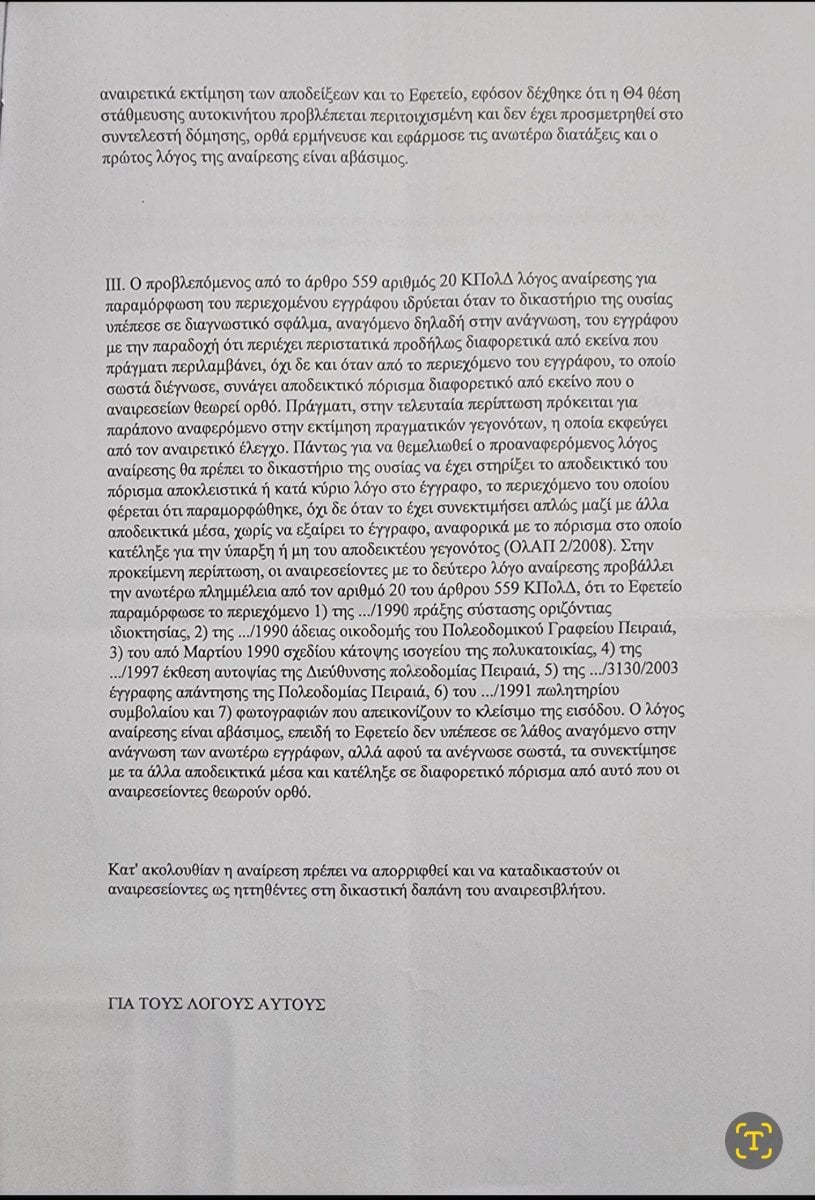 αναιρετικά εκτίμηση των αποδείξεων και το Εφετείο, εφόσον δέχθηκε ότι η Θ4 θέση
στάθμευσης αυτοκινήτου προβλέπεται περιτοιχισμένη και δεν έχει προσμετρηθεί στο
συντελεστή δόμησης, ορθά ερμήνευσε και εφάρμοσε τις ανωτέρω διατάξεις και ο
πρώτος λόγος της αναίρεσης είναι αβάσιμος.
III. Ο προβλεπόμενος από το άρθρο 559 αριθμός 20 ΚΠολΔ λόγος αναίρεσης για
παραμόρφωση του περιεχομένου εγγράφου ιδρύεται όταν το δικαστήριο της ουσίας
υπέπεσε σε διαγνωστικό σφάλμα, αναγόμενο δηλαδή στην ανάγνωση, του εγγράφου
με την παραδοχή ότι περιέχει περιστατικά προδήλως διαφορετικά από εκείνα που
πράγματι περιλαμβάνει, όχι δε και όταν από το περιεχόμενο του εγγράφου, το οποίο
σωστά διέγνωσε, συνάγει αποδεικτικό πόρισμα διαφορετικό από εκείνο που ο
αναιρεσείων θεωρεί ορθό. Πράγματι, στην τελευταία περίπτωση πρόκειται για
παράπονο αναφερόμενο στην εκτίμηση πραγματικών γεγονότων, η οποία εκφεύγει
από τον αναιρετικό έλεγχο. Πάντως για να θεμελιωθεί ο προαναφερόμενος λόγος
αναίρεσης θα πρέπει το δικαστήριο της ουσίας να έχει στηρίξει το αποδεικτικό του
πόρισμα αποκλειστικά ή κατά κύριο λόγο στο έγγραφο, το περιεχόμενο του οποίου
φέρεται ότι παραμορφώθηκε, όχι δε όταν το έχει συνεκτιμήσει απλώς μαζί με άλλα
αποδεικτικά μέσα, χωρίς να εξαίρει το έγγραφο, αναφορικά με το πόρισμα στο οποίο
κατέληξε για την ύπαρξη ή μη του αποδεικτέου γεγονότος (ΟλΑΠ 2/2008). Στην
προκείμενη περίπτωση, οι αναιρεσείοντες με το δεύτερο λόγο αναίρεσης προβάλλει
την ανωτέρω πλημμέλεια από τον αριθμό 20 του άρθρου 559 ΚΠολΔ, ότι το Εφετείο
παραμόρφωσε το περιεχόμενο 1) της .../1990 πράξης σύστασης οριζόντιας
ιδιοκτησίας, 2) της .../1990 άδειας οικοδομής του Πολεοδομικού Γραφείου Πειραιά,
3) του από Μαρτίου 1990 σχεδίου κάτοψης ισογείου της πολυκατοικίας, 4) της
.../1997 έκθεση αυτοψίας της Διεύθυνσης πολεοδομίας Πειραιά, 5) της .../3130/2003
έγγραφης απάντησης της Πολεοδομίας Πειραιά, 6) του .../1991 πωλητηρίου
συμβολαίου και 7) φωτογραφιών που απεικονίζουν το κλείσιμο της εισόδου. Ο λόγος
αναίρεσης είναι αβάσιμος, επειδή το Εφετείο δεν υπέπεσε σε λάθος αναγόμενο στην
ανάγνωση των ανωτέρω εγγράφων, αλλά αφού τα ανέγνωσε σωστά, τα συνεκτίμησε
με τα άλλα αποδεικτικά μέσα και κατέληξε σε διαφορετικό πόρισμα από αυτό που οι
αναιρεσείοντες θεωρούν ορθό.
Κατ' ακολουθίαν η αναίρεση πρέπει να απορριφθεί και να καταδικαστούν οι
αναιρεσείοντες ως ηττηθέντες στη δικαστική δαπάνη του αναιρεσιβλήτου.
ΓΙΑ ΤΟΥΣ ΛΟΓΟΥΣ ΑΥΤΟΥΣ